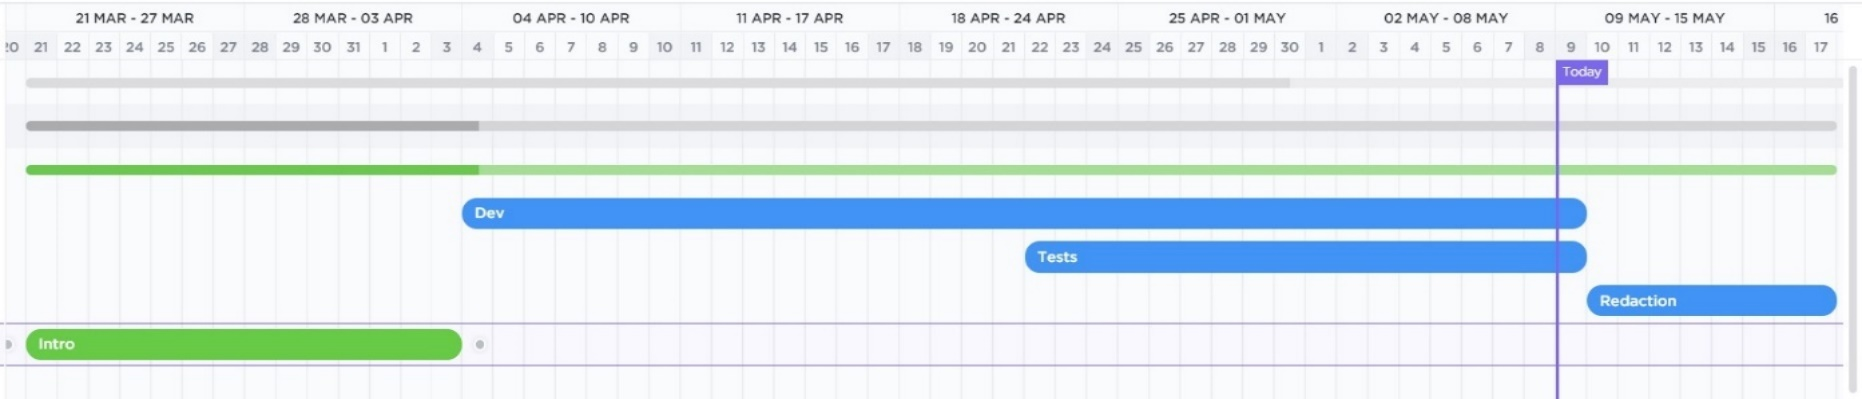 21 MAR - 27 MAR 28 MAR - 03 APR 04 APR - 10 APR 11 APR - 17 APR 18 APR - 24 APR 25 APR - 01 MAY 02 MAY - 08 MAY 09 MAY - 15 MAY 16
20 21 22 23 24 25 26 27 28 29 30 31 1 2 3 4 5 6 7 8 9 10 11 12 13 14 15 16 17 18 19 20 21 22 23 24 25 26 27 28 29 30 1 2 3 4 5 6 7 8 9 10 11 12 13 14 15 16 17
Today
Dev
Tests
Redaction
Intro